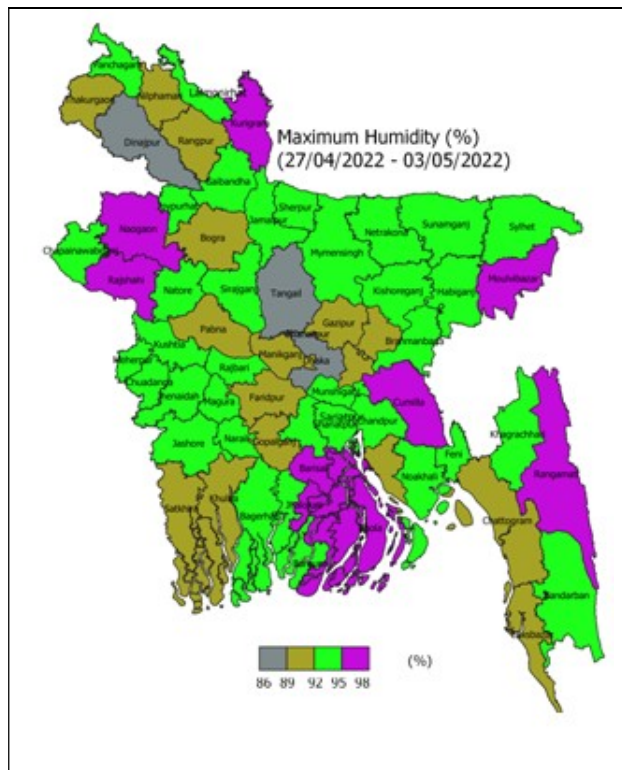 Panchagarh
Thakurgaon
Nilphamari
Lalmonirhat
Kurigram
Dinajpur
Rangpur
Maximum Humidity (%)
(27/04/2022 - 03/05/2022)
Gaibandha
Sherpur
Jamalpur
Naogaon
Netrakona
Sunamganj
Sylhet
Bogra
Mymensingh
Chapainawabganj
Rajshahi
Moulvibazar
Natore
Sirajganj
Tangail
Kishoreganj
Habiganj
Pabna
Gazipur
Kushtia
Manikganj
Brahmanbaria
Meherpur
Rajbari
Chuadanga
Jhenaidah
Magura
Faridpur
Munshiganj
Cumilla
Khagrachhari
Chandpur
Jashore
Narail
Gopalganj
Rangamati
Feni
Noakhali
Barisal
Satkhira
Khulna
Bagerhat
Bhola
Chattogram
Bandarban
(%)
86 89 92 95 98